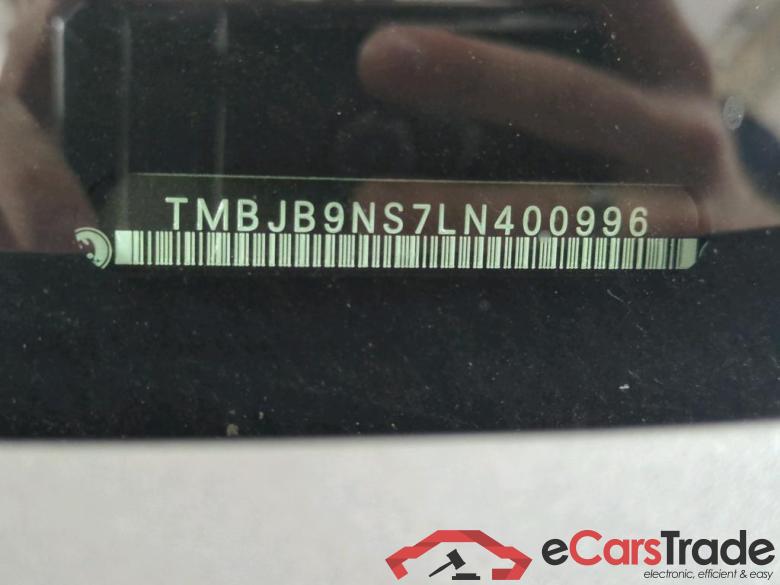 TMBJB9NS7LN400996
eCarsTrade
electronic, efficient & easy